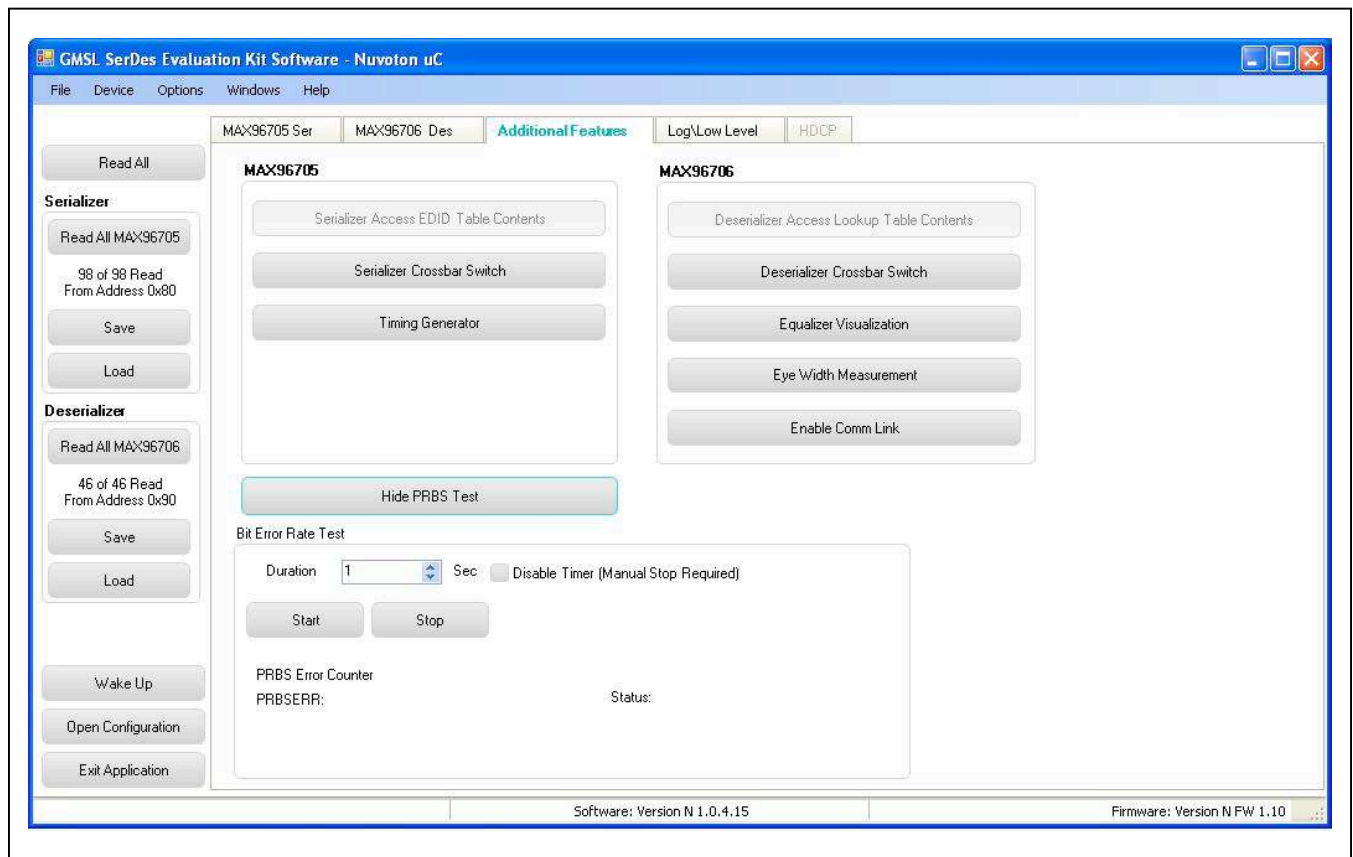 GMSL SerDes Evaluation Kit Software - Nuvoton uC
File Device Options Windows Help
MAX96705 Ser MAX96706 Des Additional Features Log\Low Level HDCP
Read All
Serializer
Read All MAX96705
98 of 98 Read
From Address 0x80
Save
Load
Deserializer
Read All MAX96706
46 of 46 Read
From Address 0x90
Save
Load
Wake Up
Open Configuration
Exit Application
MAX96705
Serializer Access EDID Table Contents
Serializer Crossbar Switch
Timing Generator
MAX96706
Deserializer Access Lookup Table Contents
Deserializer Crossbar Switch
Equalizer Visualization
Eye Width Measurement
Enable Comm Link
Hide PRBS Test
Bit Error Rate Test
Duration 1 Sec Disable Timer (Manual Stop Required)
Start Stop
PRBS Error Counter
PRBSERR: Status:
Software: Version N 1.0.4.15 Firmware: Version N FW 1.10